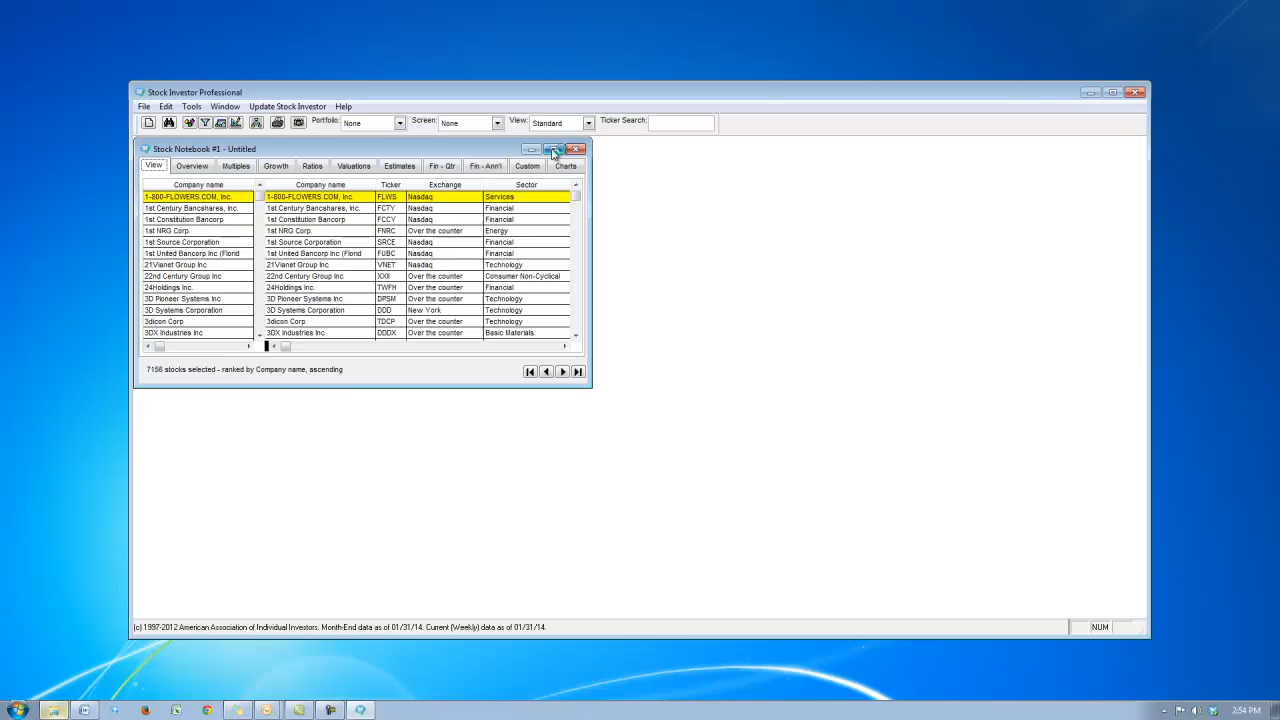 Stock Investor Professional
File Edit Tools Window Update Stock Investor Help
Portfolio: None Screen: None View: Standard Ticker Search:
Stock Notebook #1 - Untitled
View Overview Multiples Growth Ratios Valuations Estimates Fin - Qtr Fin - Ann'l Custom Charts
Company name Company name Ticker Exchange Sector
1-800-FLOWERS.COM, Inc. 1-800-FLOWERS.COM, Inc. FLWS Nasdaq Services
1st Century Bancshares, Inc. 1st Century Bancshares, Inc. FCTY Nasdaq Financial
1st Constitution Bancorp 1st Constitution Bancorp FCCY Nasdaq Financial
1st NRG Corp. 1st NRG Corp. FNRC Over the counter Energy
1st Source Corporation 1st Source Corporation SRCE Nasdaq Financial
1st United Bancorp Inc (Florid 1st United Bancorp Inc (Florid FUBC Nasdaq Financial
21Vianet Group Inc 21Vianet Group Inc VNET Nasdaq Technology
22nd Century Group Inc 22nd Century Group Inc XXII Over the counter Consumer Non-Cyclical
24Holdings Inc. 24Holdings Inc. TWFH Over the counter Financial
3D Pioneer Systems Inc 3D Pioneer Systems Inc DPSM Over the counter Technology
3D Systems Corporation 3D Systems Corporation DDD New York Technology
3dicon Corp 3dicon Corp TDCP Over the counter Technology
3DX Industries Inc 3DX Industries Inc DDDX Over the counter Basic Materials
7156 stocks selected - ranked by Company name, ascending
(c) 1997-2012 American Association of Individual Investors. Month-End data as of 01/31/14. Current (Weekly) data as of 01/31/14.
NUM
2:54 PM